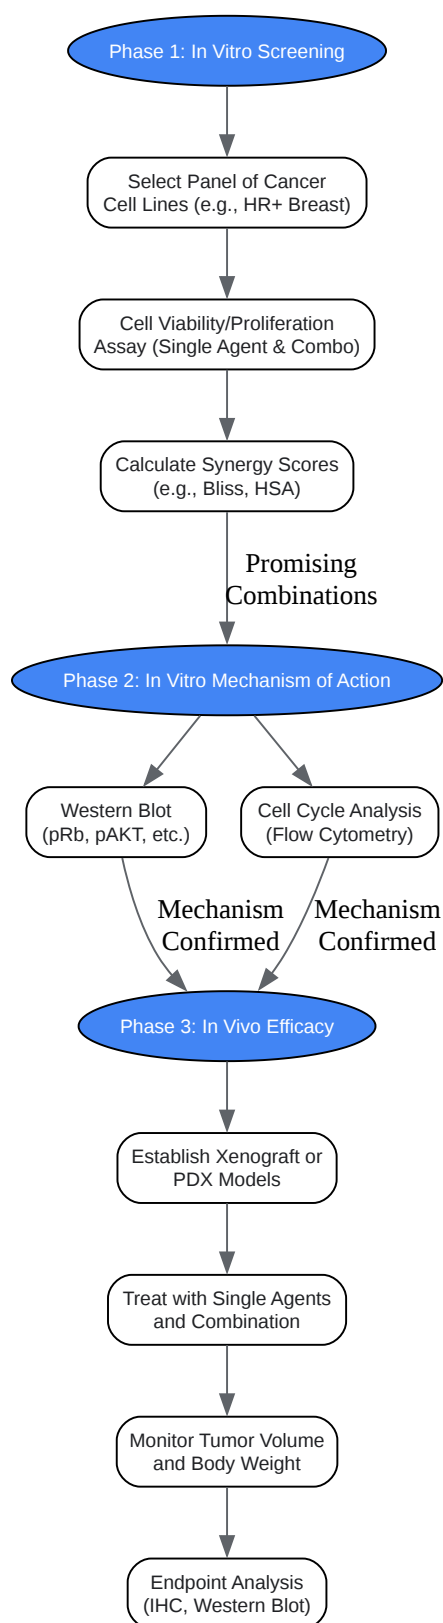 Phase 1: In Vitro Screening
Select Panel of Cancer
Cell Lines (e.g., HR+ Breast)
Cell Viability/Proliferation
Assay (Single Agent & Combo)
Calculate Synergy Scores
(e.g., Bliss, HSA)
Promising
Combinations
Phase 2: In Vitro Mechanism of Action
Western Blot
(pRb, pAKT, etc.)
Cell Cycle Analysis
(Flow Cytometry)
Mechanism
Confirmed
Mechanism
Confirmed
Phase 3: In Vivo Efficacy
Establish Xenograft or
PDX Models
Treat with Single Agents
and Combination
Monitor Tumor Volume
and Body Weight
Endpoint Analysis
(IHC, Western Blot)